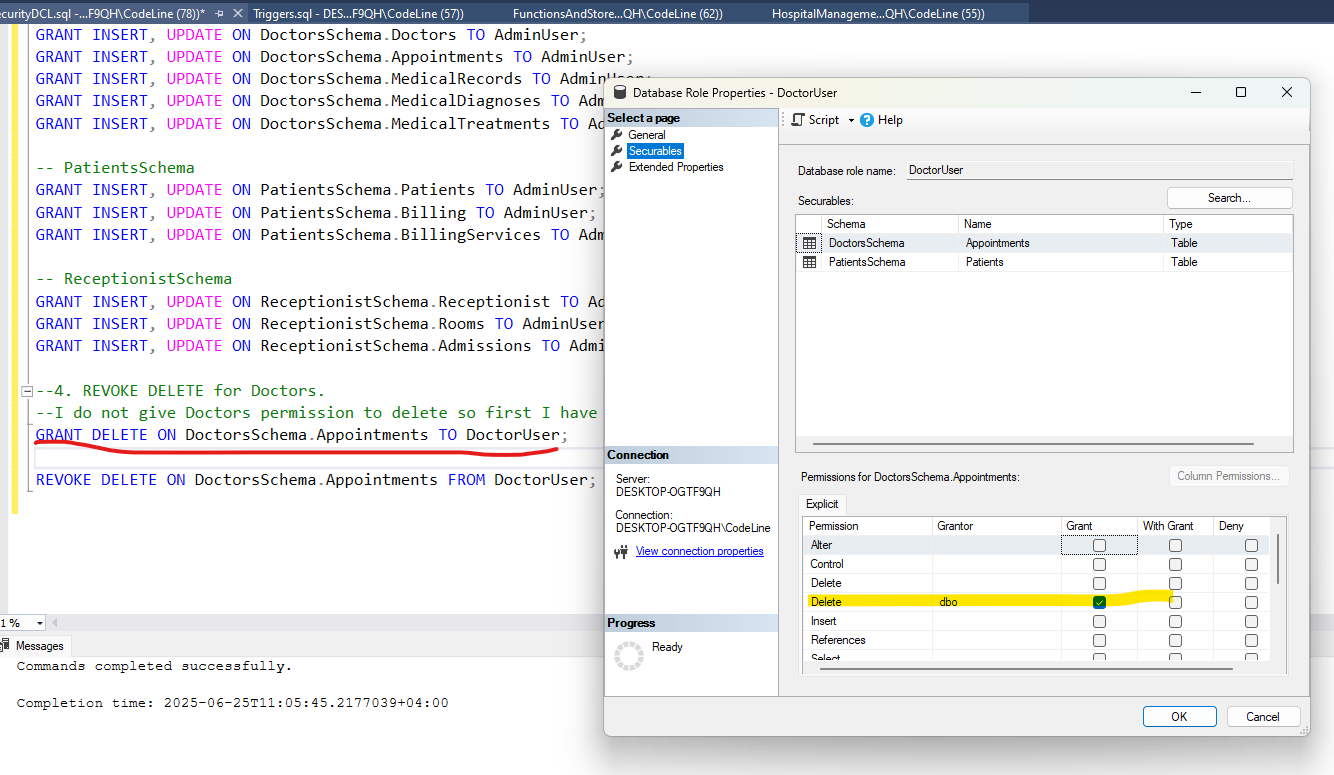 ecurityDCL.sql -...F9QH\CodeLine (78))*
Triggers.sql - DES...F9QH\CodeLine (57))
FunctionsAndStore...QH\CodeLine (62))
HospitalManageme...QH\CodeLine (55))
GRANT INSERT, UPDATE ON DoctorsSchema.Doctors TO AdminUser;
GRANT INSERT, UPDATE ON DoctorsSchema.Appointments TO AdminUser;
GRANT INSERT, UPDATE ON DoctorsSchema.MedicalRecords TO AdminUser;
GRANT INSERT, UPDATE ON DoctorsSchema.MedicalDiagnoses TO Adm
GRANT INSERT, UPDATE ON DoctorsSchema.MedicalTreatments TO Ad
-- PatientsSchema
GRANT INSERT, UPDATE ON PatientsSchema.Patients TO AdminUser;
GRANT INSERT, UPDATE ON PatientsSchema.Billing TO AdminUser;
GRANT INSERT, UPDATE ON PatientsSchema.BillingServices TO Adm
-- ReceptionistSchema
GRANT INSERT, UPDATE ON ReceptionistSchema.Receptionist TO Ad
GRANT INSERT, UPDATE ON ReceptionistSchema.Rooms TO AdminUser
GRANT INSERT, UPDATE ON ReceptionistSchema.Admissions TO Admi
--4. REVOKE DELETE for Doctors.
--I do not give Doctors permission to delete so first I have
GRANT DELETE ON DoctorsSchema.Appointments TO DoctorUser;
REVOKE DELETE ON DoctorsSchema.Appointments FROM DoctorUser;
1 %
Messages
Commands completed successfully.
Completion time: 2025-06-25T11:05:45.2177039+04:00
Database Role Properties - DoctorUser
Select a page
General
Securables
Extended Properties
Script
Help
Database role name: DoctorUser
Securables:
Search...
Schema Name Type
DoctorsSchema Appointments Table
PatientsSchema Patients Table
Connection
Server:
DESKTOP-OGTF9QH
Connection:
DESKTOP-OGTF9QH\CodeLine
View connection properties
Progress
Ready
Permissions for DoctorsSchema.Appointments:
Column Permissions...
Explicit
Permission Grantor Grant With Grant Deny
Alter
Control
Delete
Delete dbo
Insert
References
Select
OK
Cancel